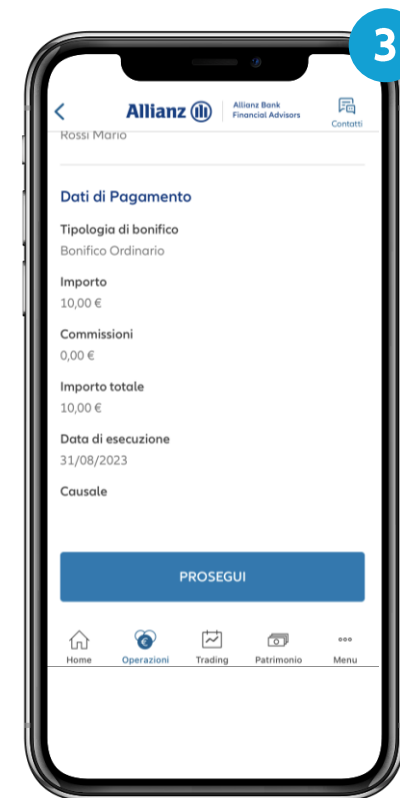 3
Allianz
Allianz Bank
Financial Advisors
Contatti
Rossi Mario
Dati di Pagamento
Tipologia di bonifico
Bonifico Ordinario
Importo
10,00 €
Commissioni
0,00 €
Importo totale
10,00 €
Data di esecuzione
31/08/2023
Causale
PROSEGUI
Home
Operazioni
Trading
Patrimonio
Menu